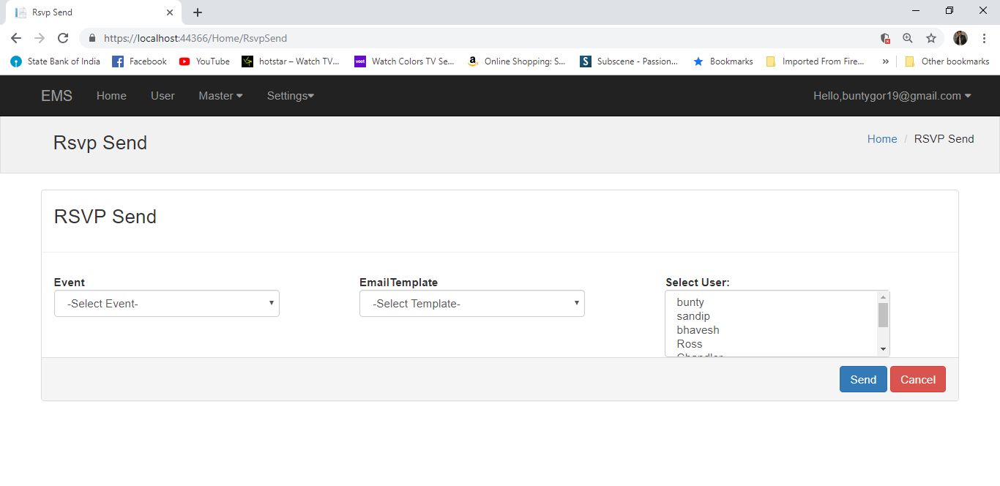 Rsvp Send
https://localhost:44366/Home/RsvpSend
State Bank of India Facebook YouTube hotstar – Watch TV... voot Watch Colors TV Se... a Online Shopping: S... S Subscene - Passion... Bookmarks Imported From Fire... » Other bookmarks
EMS Home User Master Settings Hello,buntygor19@gmail.com
Rsvp Send Home / RSVP Send
RSVP Send
Event EmailTemplate Select User:
-Select Event- -Select Template- bunty
sandip
bhavesh
Ross
Chandler
Send Cancel